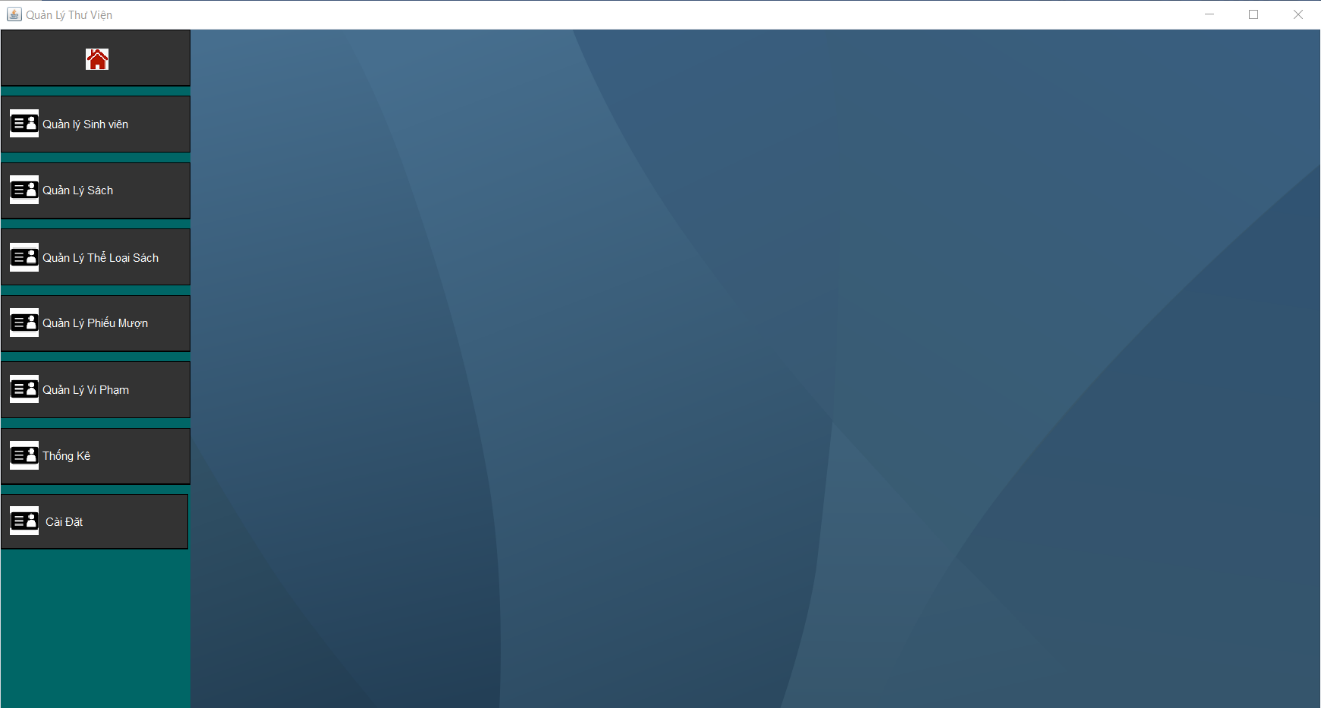 Quản Lý Thư Viện
Quản lý Sinh viên
Quản Lý Sách
Quản Lý Thể Loại Sách
Quản Lý Phiếu Mượn
Quản Lý Vi Phạm
Thống Kê
Cài Đặt